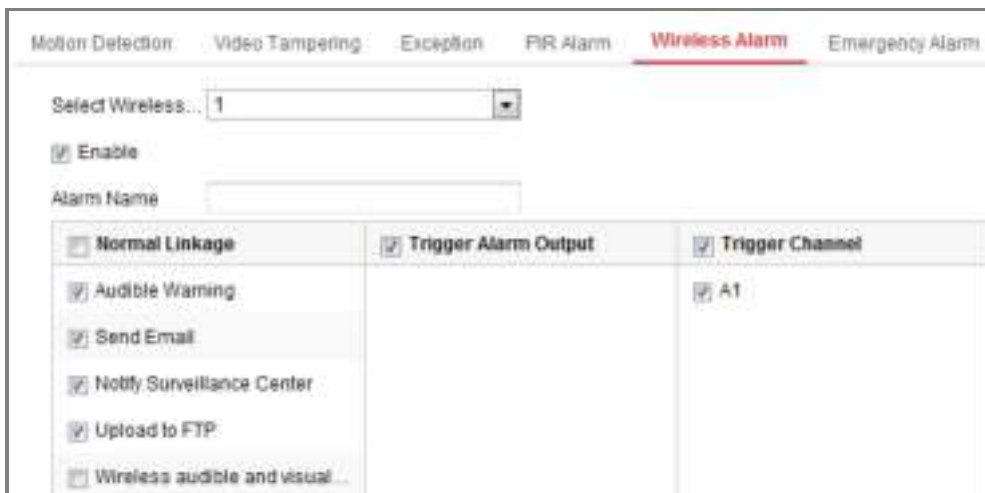 Motion Detection Video Tampering Exception PIR Alarm Wireless Alarm Emergency Alarm
Select Wireless... 1
Enable
Alarm Name
Normal Linkage Trigger Alarm Output Trigger Channel
Audible Warning A1
Send Email
Notify Surveillance Center
Upload to FTP
Wireless audible and visual...